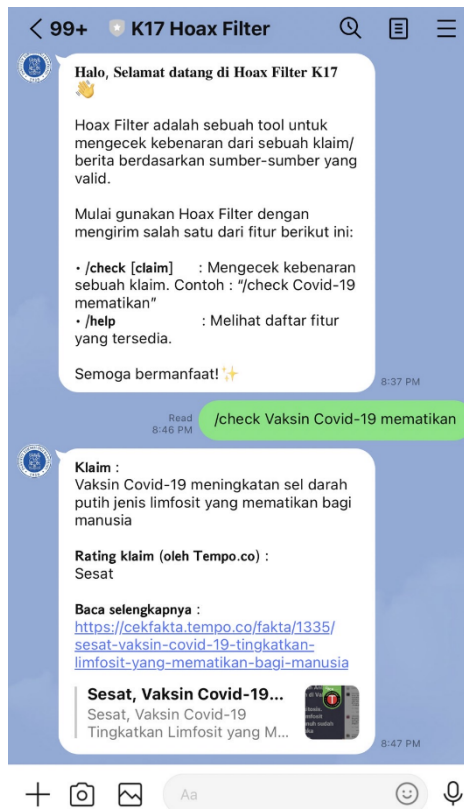 99+ K17 Hoax Filter
Halo, Selamat datang di Hoax Filter K17
👋
Hoax Filter adalah sebuah tool untuk
mengecek kebenaran dari sebuah klaim/
berita berdasarkan sumber-sumber yang
valid.
Mulai gunakan Hoax Filter dengan
mengirim salah satu dari fitur berikut ini:
• /check [claim] : Mengecek kebenaran
sebuah klaim. Contoh : “/check Covid-19
mematikan”
• /help : Melihat daftar fitur
yang tersedia.
Semoga bermanfaat!✨
8:37 PM
Read
8:46 PM
/check Vaksin Covid-19 mematikan
Klaim :
Vaksin Covid-19 meningkatan sel darah
putih jenis limfosit yang mematikan bagi
manusia
Rating klaim (oleh Tempo.co) :
Sesat
Baca selengkapnya :
https://cekfakta.tempo.co/fakta/1335/
sesat-vaksin-covid-19-tingkatkan-
limfosit-yang-mematikan-bagi-manusia
Sesat, Vaksin Covid-19...
Sesat, Vaksin Covid-19
Tingkatkan Limfosit yang M...
8:47 PM
Aa